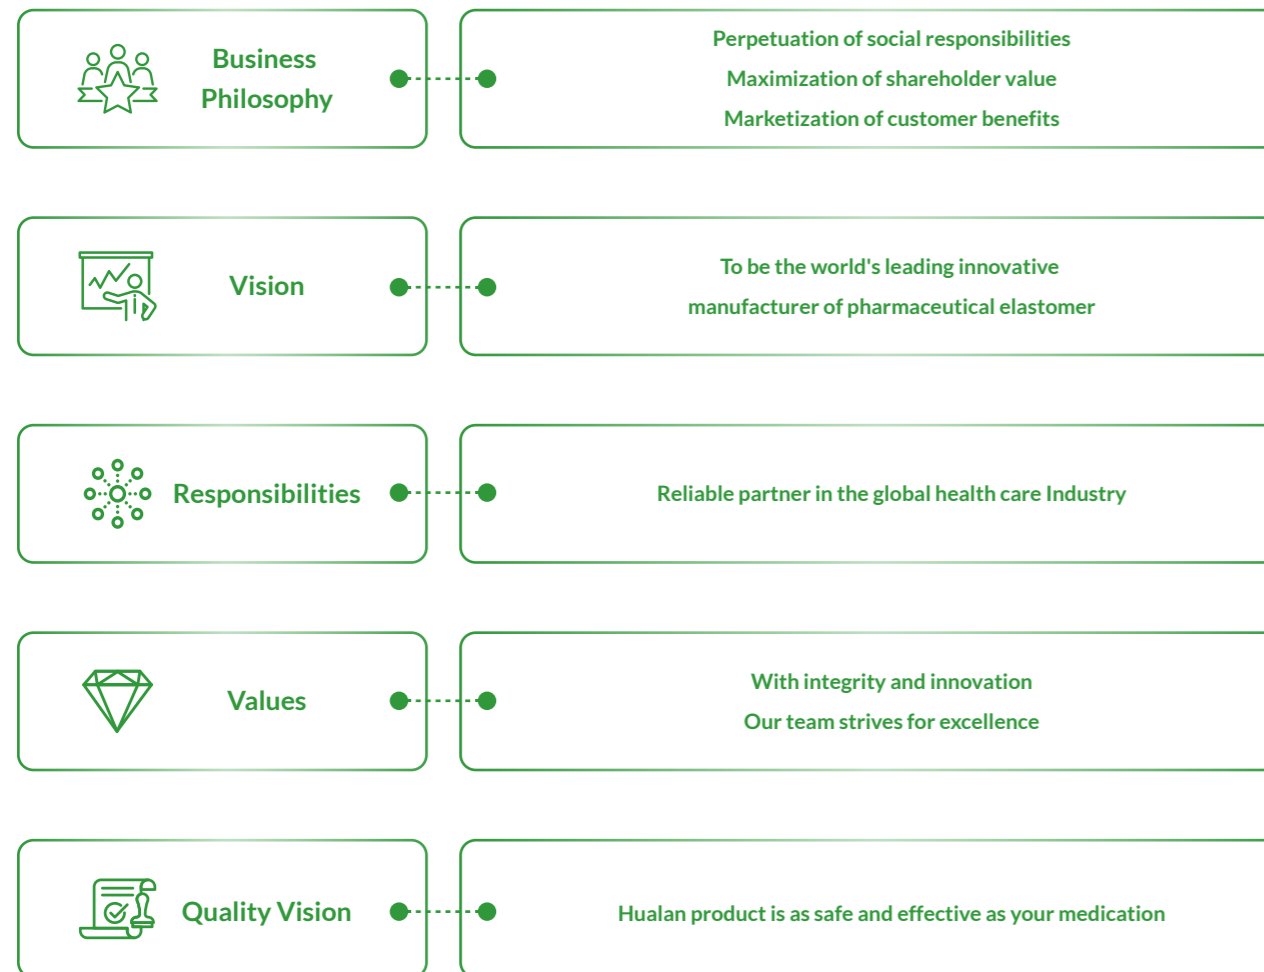 Business
Philosophy
Perpetuation of social responsibilities
Maximization of shareholder value
Marketization of customer benefits
Vision
To be the world's leading innovative
manufacturer of pharmaceutical elastomer
Responsibilities
Reliable partner in the global health care Industry
Values
With integrity and innovation
Our team strives for excellence
Quality Vision
Hualan product is as safe and effective as your medication